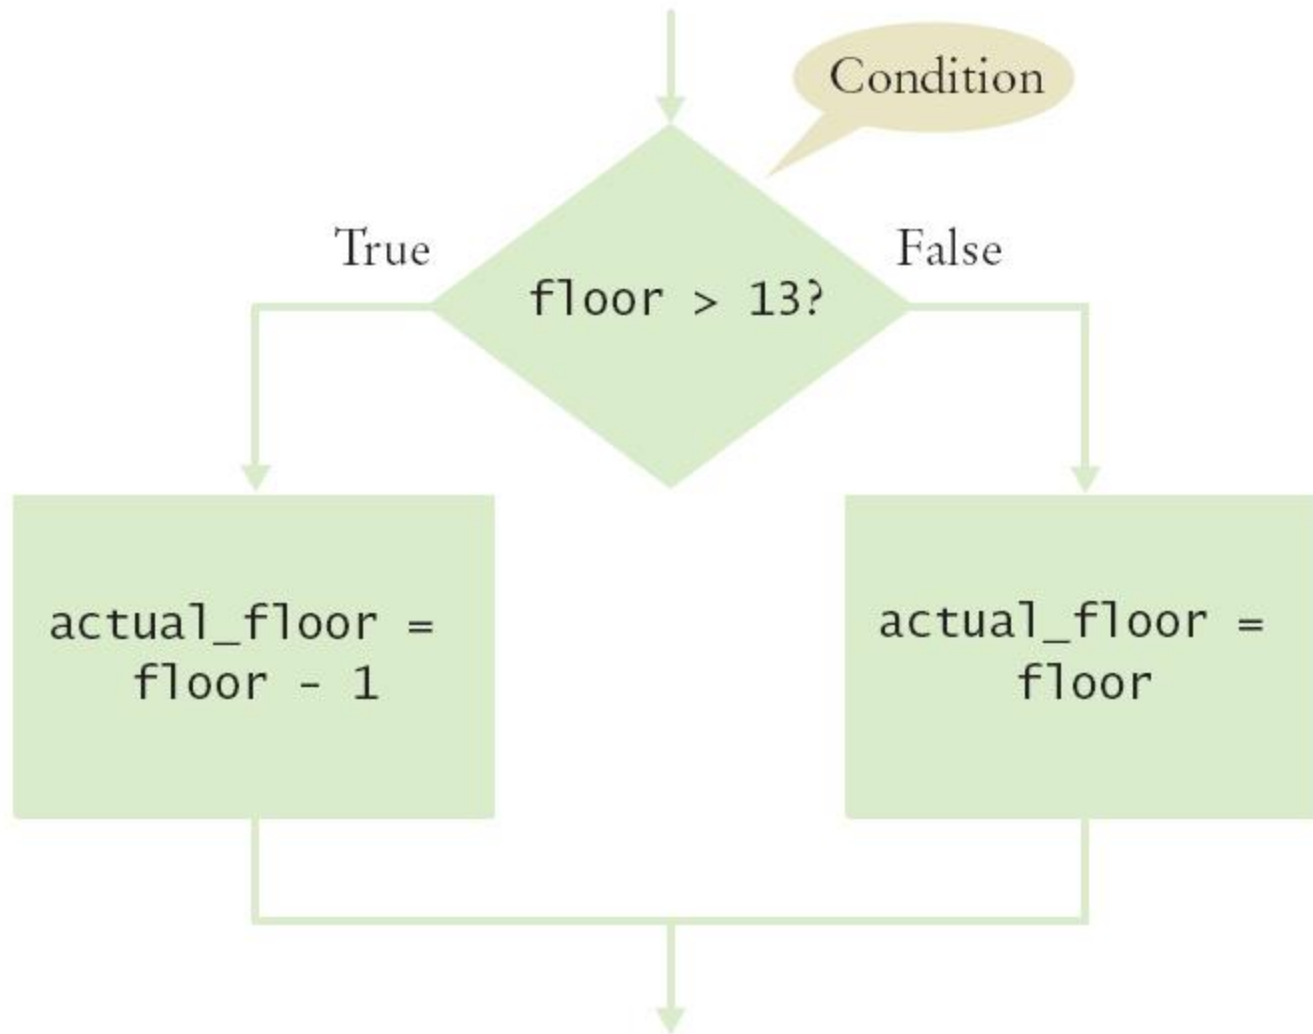 Condition
True
False
floor > 13?
actual_floor =
floor - 1
actual_floor =
floor